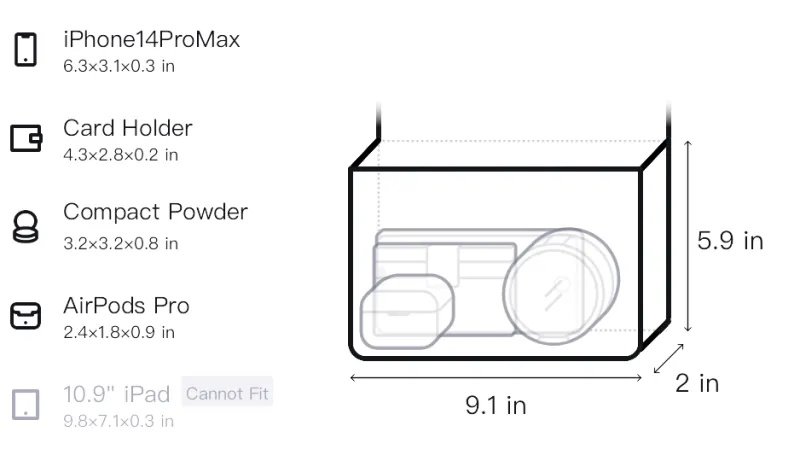 iPhone14ProMax
6.3×3.1×0.3 in
Card Holder
4.3×2.8×0.2 in
Compact Powder
3.2×3.2×0.8 in
AirPods Pro
2.4×1.8×0.9 in
10.9" iPad Cannot Fit
9.8×7.1×0.3 in
5.9 in
2 in
9.1 in